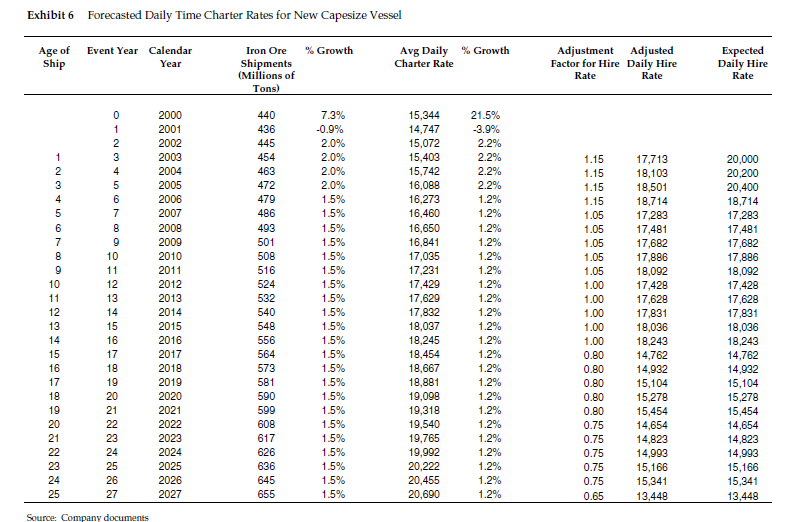 Exhibit 6 Forecasted Daily Time Charter Rates for New Capesize Vessel
Age of Ship Event Year Calendar Year Iron Ore Shipments (Millions of Tons) % Growth Avg Daily Charter Rate % Growth Adjustment Factor for Hire Rate Adjusted Daily Hire Rate Expected Daily Hire Rate
0 2000 440 7.3% 15,344 21.5%
1 2001 436 -0.9% 14,747 -3.9%
2 2002 445 2.0% 15,072 2.2%
1 3 2003 454 2.0% 15,403 2.2% 1.15 17,713 20,000
2 4 2004 463 2.0% 15,742 2.2% 1.15 18,103 20,200
3 5 2005 472 2.0% 16,088 2.2% 1.15 18,501 20,400
4 6 2006 479 1.5% 16,273 1.2% 1.15 18,714 18,714
5 7 2007 486 1.5% 16,460 1.2% 1.05 17,283 17,283
6 8 2008 493 1.5% 16,650 1.2% 1.05 17,481 17,481
7 9 2009 501 1.5% 16,841 1.2% 1.05 17,682 17,682
8 10 2010 508 1.5% 17,035 1.2% 1.05 17,886 17,886
9 11 2011 516 1.5% 17,231 1.2% 1.05 18,092 18,092
10 12 2012 524 1.5% 17,429 1.2% 1.00 17,428 17,428
11 13 2013 532 1.5% 17,629 1.2% 1.00 17,628 17,628
12 14 2014 540 1.5% 17,832 1.2% 1.00 17,831 17,831
13 15 2015 548 1.5% 18,037 1.2% 1.00 18,036 18,036
14 16 2016 556 1.5% 18,245 1.2% 1.00 18,243 18,243
15 17 2017 564 1.5% 18,454 1.2% 0.80 14,762 14,762
16 18 2018 573 1.5% 18,667 1.2% 0.80 14,932 14,932
17 19 2019 581 1.5% 18,881 1.2% 0.80 15,104 15,104
18 20 2020 590 1.5% 19,098 1.2% 0.80 15,278 15,278
19 21 2021 599 1.5% 19,318 1.2% 0.80 15,454 15,454
20 22 2022 608 1.5% 19,540 1.2% 0.75 14,654 14,654
21 23 2023 617 1.5% 19,765 1.2% 0.75 14,823 14,823
22 24 2024 626 1.5% 19,992 1.2% 0.75 14,993 14,993
23 25 2025 636 1.5% 20,222 1.2% 0.75 15,166 15,166
24 26 2026 645 1.5% 20,455 1.2% 0.75 15,341 15,341
25 27 2027 655 1.5% 20,690 1.2% 0.65 13,448 13,448
Source: Company documents